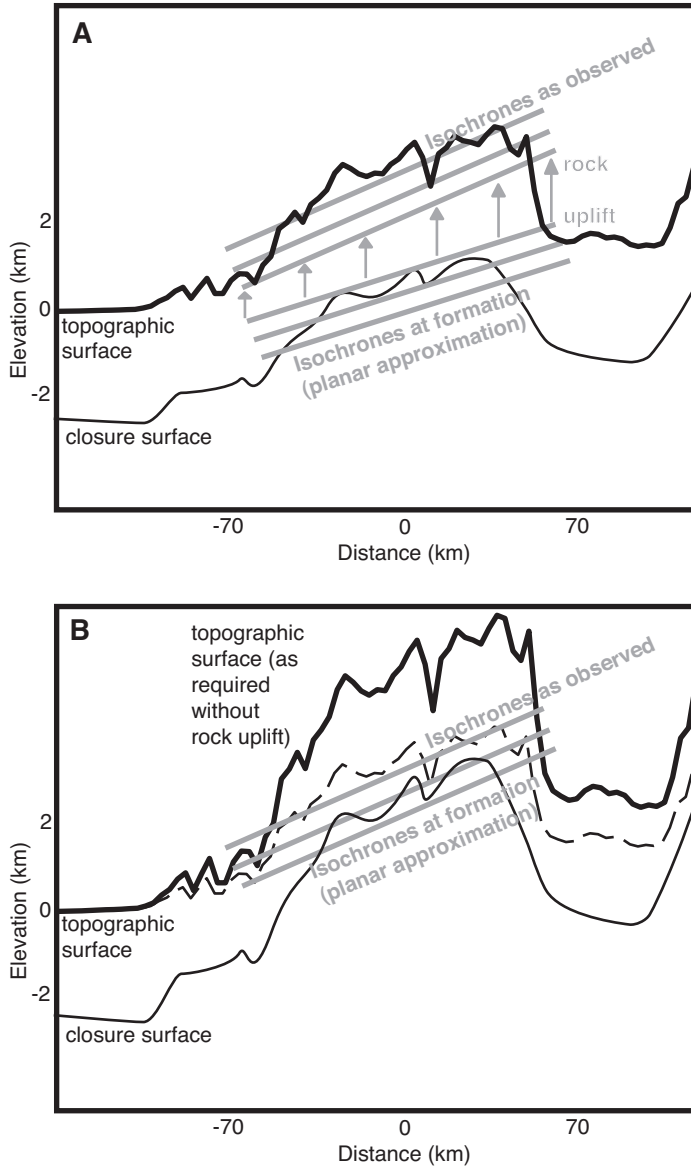 A
Isochrones as observed
rock
uplift
2
0
-2
Elevation (km)
topographic
surface
Isochrones at formation
(planar approximation)
closure surface
-70
0
70
Distance (km)
B
topographic
surface (as
required
without
rock uplift)
Isochrones as observed
2
0
-2
Elevation (km)
Isochrones at formation
(planar approximation)
topographic
surface
closure surface
-70
0
70
Distance (km)